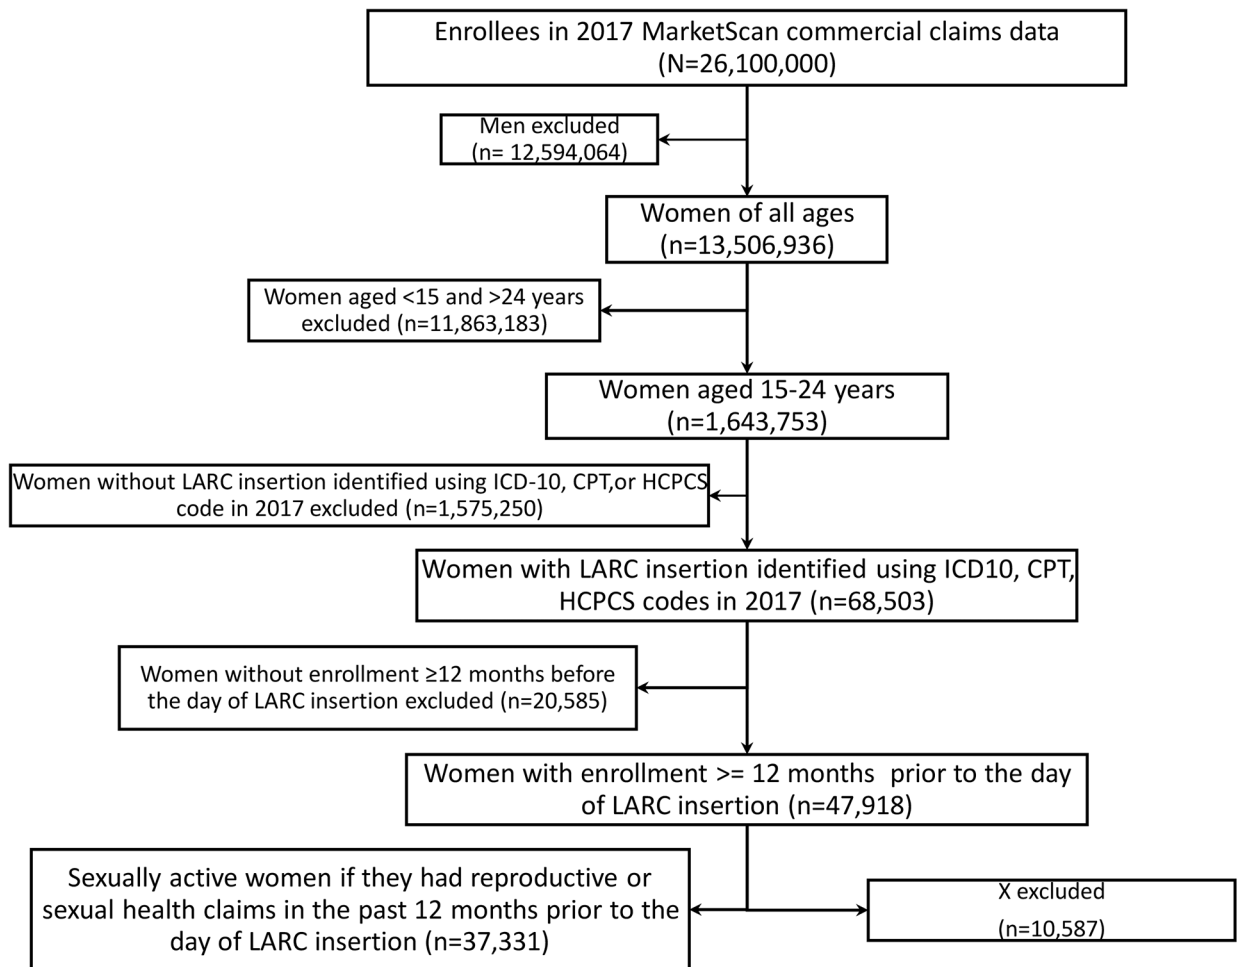 Enrollees in 2017 MarketScan commercial claims data
(N=26,100,000)
Men excluded
(n= 12,594,064)
Women of all ages
(n=13,506,936)
Women aged <15 and >24 years
excluded (n=11,863,183)
Women aged 15-24 years
(n=1,643,753)
Women without LARC insertion identified using ICD-10, CPT,or HCPCS
code in 2017 excluded (n=1,575,250)
Women with LARC insertion identified using ICD10, CPT,
HCPCS codes in 2017 (n=68,503)
Women without enrollment ≥12 months before
the day of LARC insertion excluded (n=20,585)
Women with enrollment >= 12 months prior to the day
of LARC insertion (n=47,918)
Sexually active women if they had reproductive or
sexual health claims in the past 12 months prior to the
day of LARC insertion (n=37,331)
X excluded
(n=10,587)